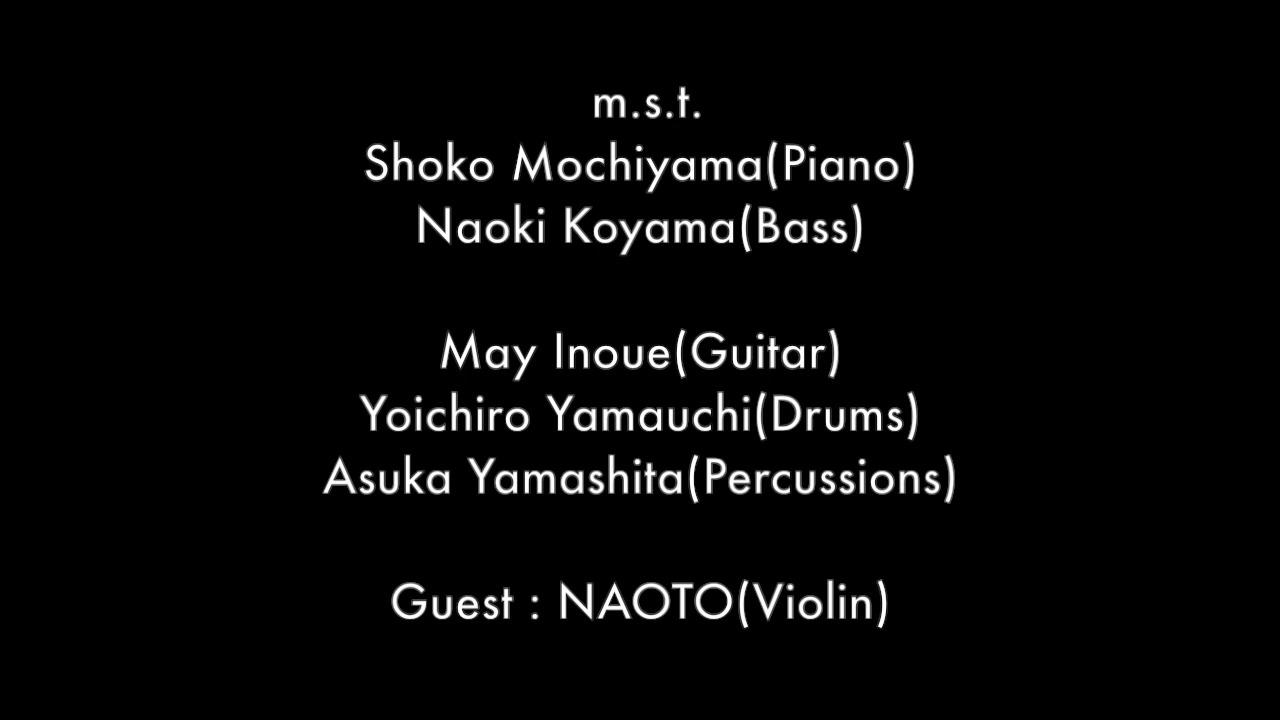 m.s.t.
Shoko Mochiyama(Piano)
Naoki Koyama(Bass)
May Inoue(Guitar)
Yoichiro Yamauchi(Drums)
Asuka Yamashita(Percussions)
Guest : NAOTO(Violin)